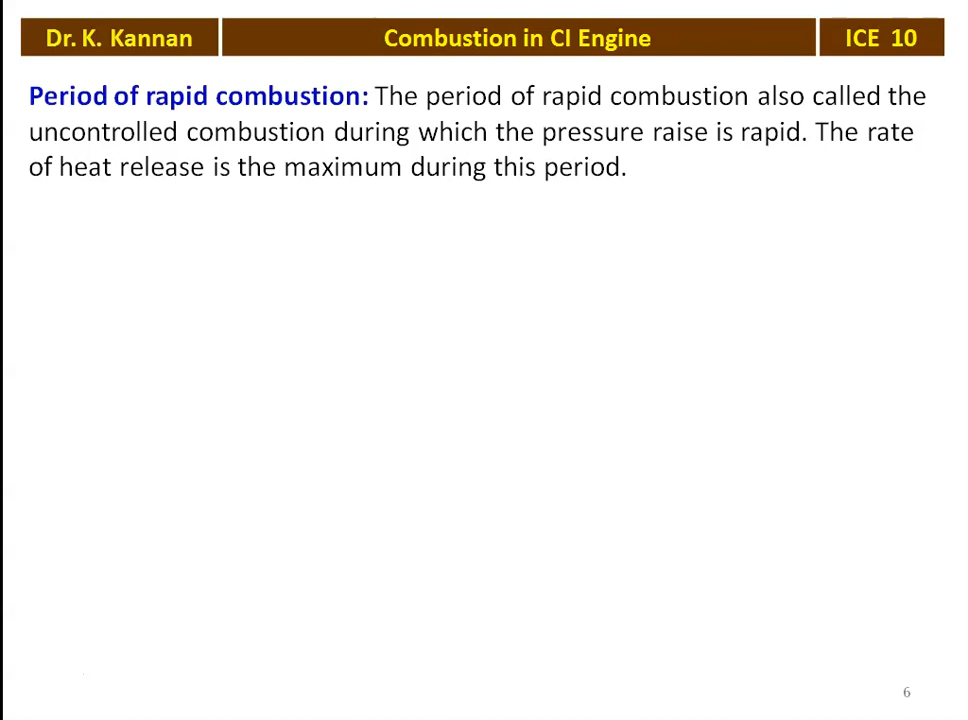 Dr. K. Kannan
Combustion in CI Engine
ICE 10
Period of rapid combustion: The period of rapid combustion also called the
uncontrolled combustion during which the pressure raise is rapid. The rate
of heat release is the maximum during this period.
6